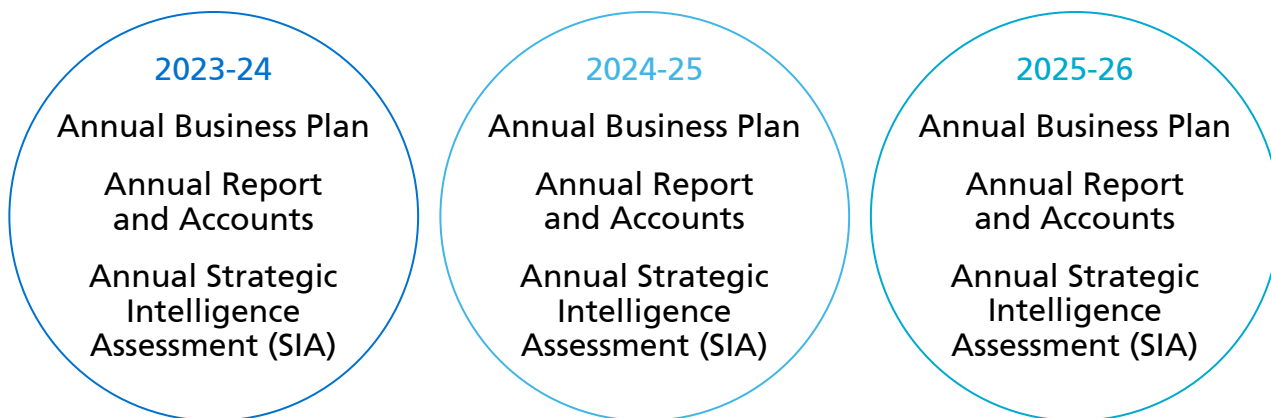 2023-24
Annual Business Plan
Annual Report
and Accounts
Annual Strategic
Intelligence
Assessment (SIA)
2024-25
Annual Business Plan
Annual Report
and Accounts
Annual Strategic
Intelligence
Assessment (SIA)
2025-26
Annual Business Plan
Annual Report
and Accounts
Annual Strategic
Intelligence
Assessment (SIA)